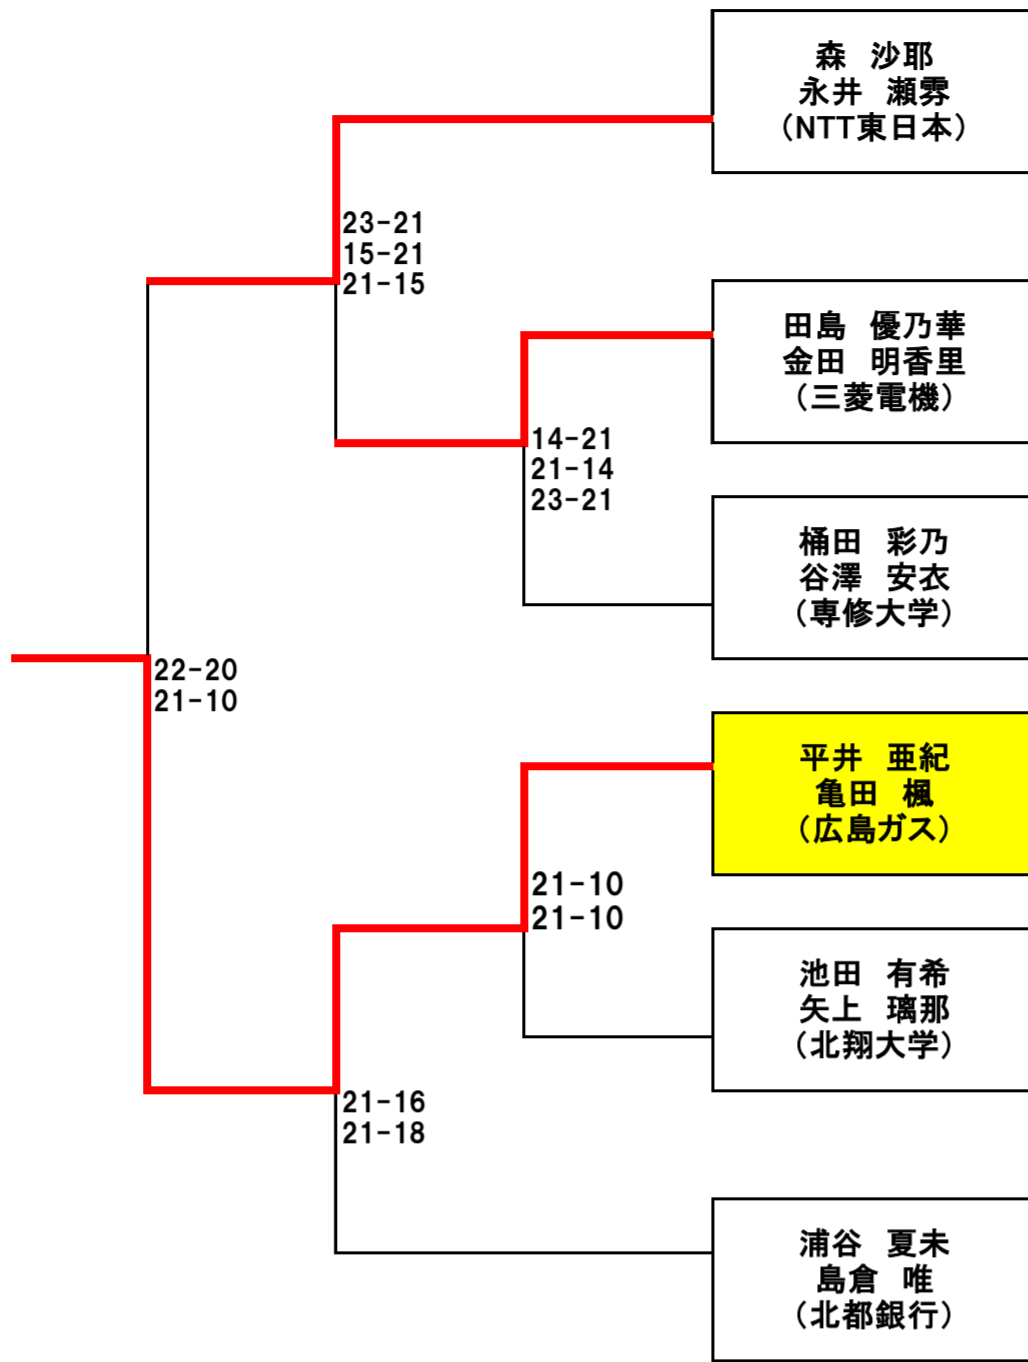 森　沙耶
永井　瀬雰
（NTT東日本）
23-21
15-21
21-15
田島　優乃華
金田　明香里
（三菱電機）
14-21
21-14
23-21
桶田　彩乃
谷澤　安衣
（専修大学）
22-20
21-10
平井　亜紀
亀田　楓
（広島ガス）
21-10
21-10
池田　有希
矢上　璃那
（北翔大学）
21-16
21-18
浦谷　夏未
島倉　唯
（北都銀行）